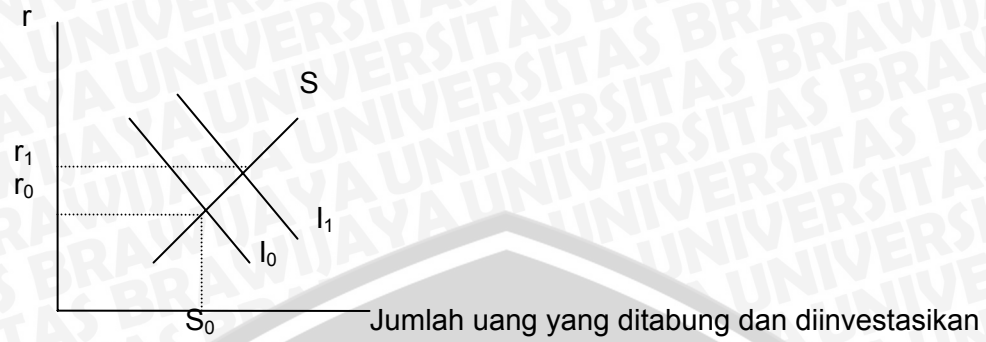 r
S
r₁
r₀
I₁
I₀
S₀
Jumlah uang yang ditabung dan diinvestasikan